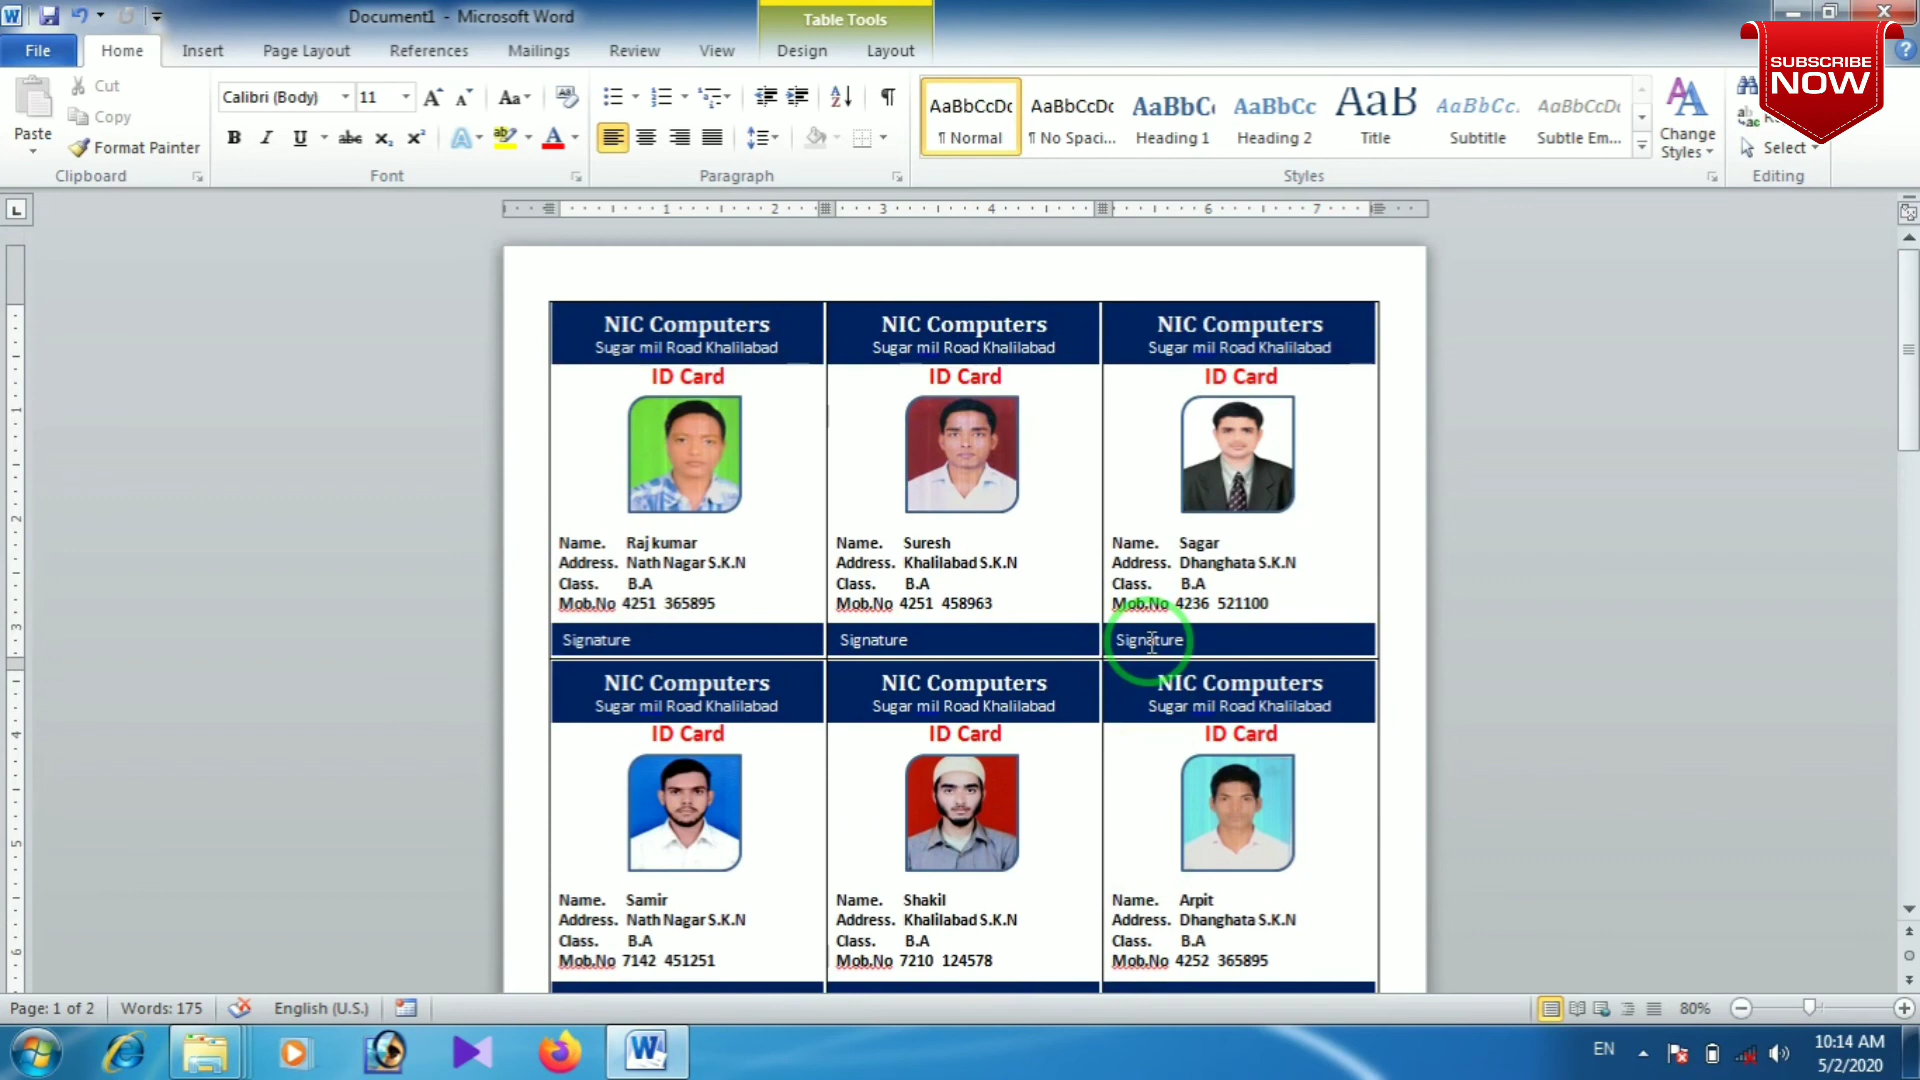 Document1 - Microsoft Word
Table Tools
File Home Insert Page Layout References Mailings Review View Design Layout
SUBSCRIBE
NOW
Paste
Cut
Copy
Format Painter
Clipboard
Calibri (Body) 11
Font
Paragraph
AaBbCcDc AaBbCcDc AaBbC AaBbCc AaB AaBbCc. AaBbCcDc
¶ Normal ¶ No Spaci... Heading 1 Heading 2 Title Subtitle Subtle Em...
Styles
Change
Styles
Select
Editing
1 2 3 4 6 7
NIC Computers NIC Computers NIC Computers
Sugar mil Road Khalilabad Sugar mil Road Khalilabad Sugar mil Road Khalilabad
ID Card ID Card ID Card
Name. Raj kumar
Address. Nath Nagar S.K.N
Class. B.A
Mob.No 4251 365895
Signature
Name. Suresh
Address. Khalilabad S.K.N
Class. B.A
Mob.No 4251 458963
Signature
Name. Sagar
Address. Dhanghata S.K.N
Class. B.A
Mob.No 4236 521100
Signature
NIC Computers NIC Computers NIC Computers
Sugar mil Road Khalilabad Sugar mil Road Khalilabad Sugar mil Road Khalilabad
ID Card ID Card ID Card
Name. Samir
Address. Nath Nagar S.K.N
Class. B.A
Mob.No 7142 451251
Name. Shakil
Address. Khalilabad S.K.N
Class. B.A
Mob.No 7210 124578
Name. Arpit
Address. Dhanghata S.K.N
Class. B.A
Mob.No 4252 365895
Page: 1 of 2 Words: 175 English (U.S.) 80%
EN
10:14 AM
5/2/2020